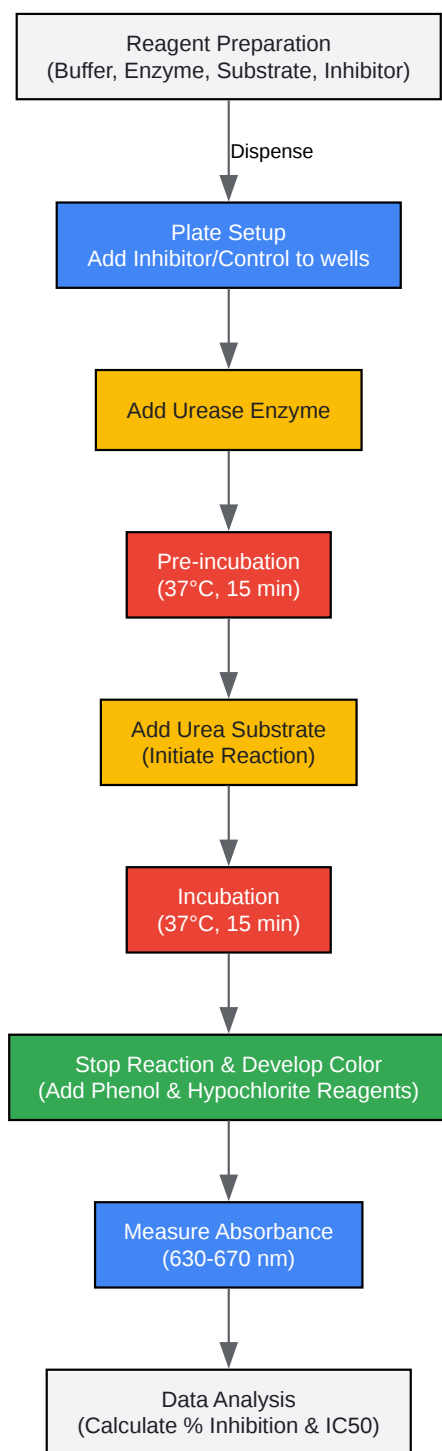 Reagent Preparation
(Buffer, Enzyme, Substrate, Inhibitor)
Dispense
Plate Setup
Add Inhibitor/Control to wells
Add Urease Enzyme
Pre-incubation
(37°C, 15 min)
Add Urea Substrate
(Initiate Reaction)
Incubation
(37°C, 15 min)
Stop Reaction & Develop Color
(Add Phenol & Hypochlorite Reagents)
Measure Absorbance
(630-670 nm)
Data Analysis
(Calculate % Inhibition & IC50)